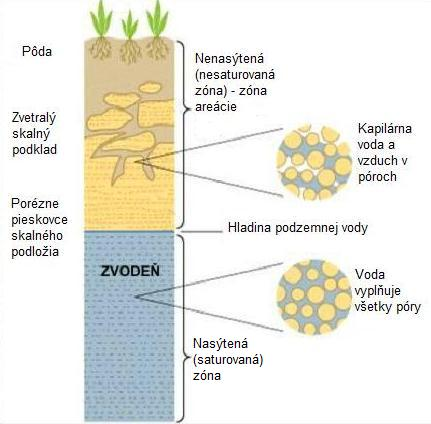 Pôda
Nenasýtená
(nesaturovaná
zóna) - zóna
areácie
Zvetralý
skalný
podklad
Kapilárna
voda a
vzduch v
póroch
Porézne
pieskovce
skalného
podložia
Hladina podzemnej vody
ZVODEŇ
Voda
vyplňuje
všetky póry
Nasýtená
(saturovaná)
zóna